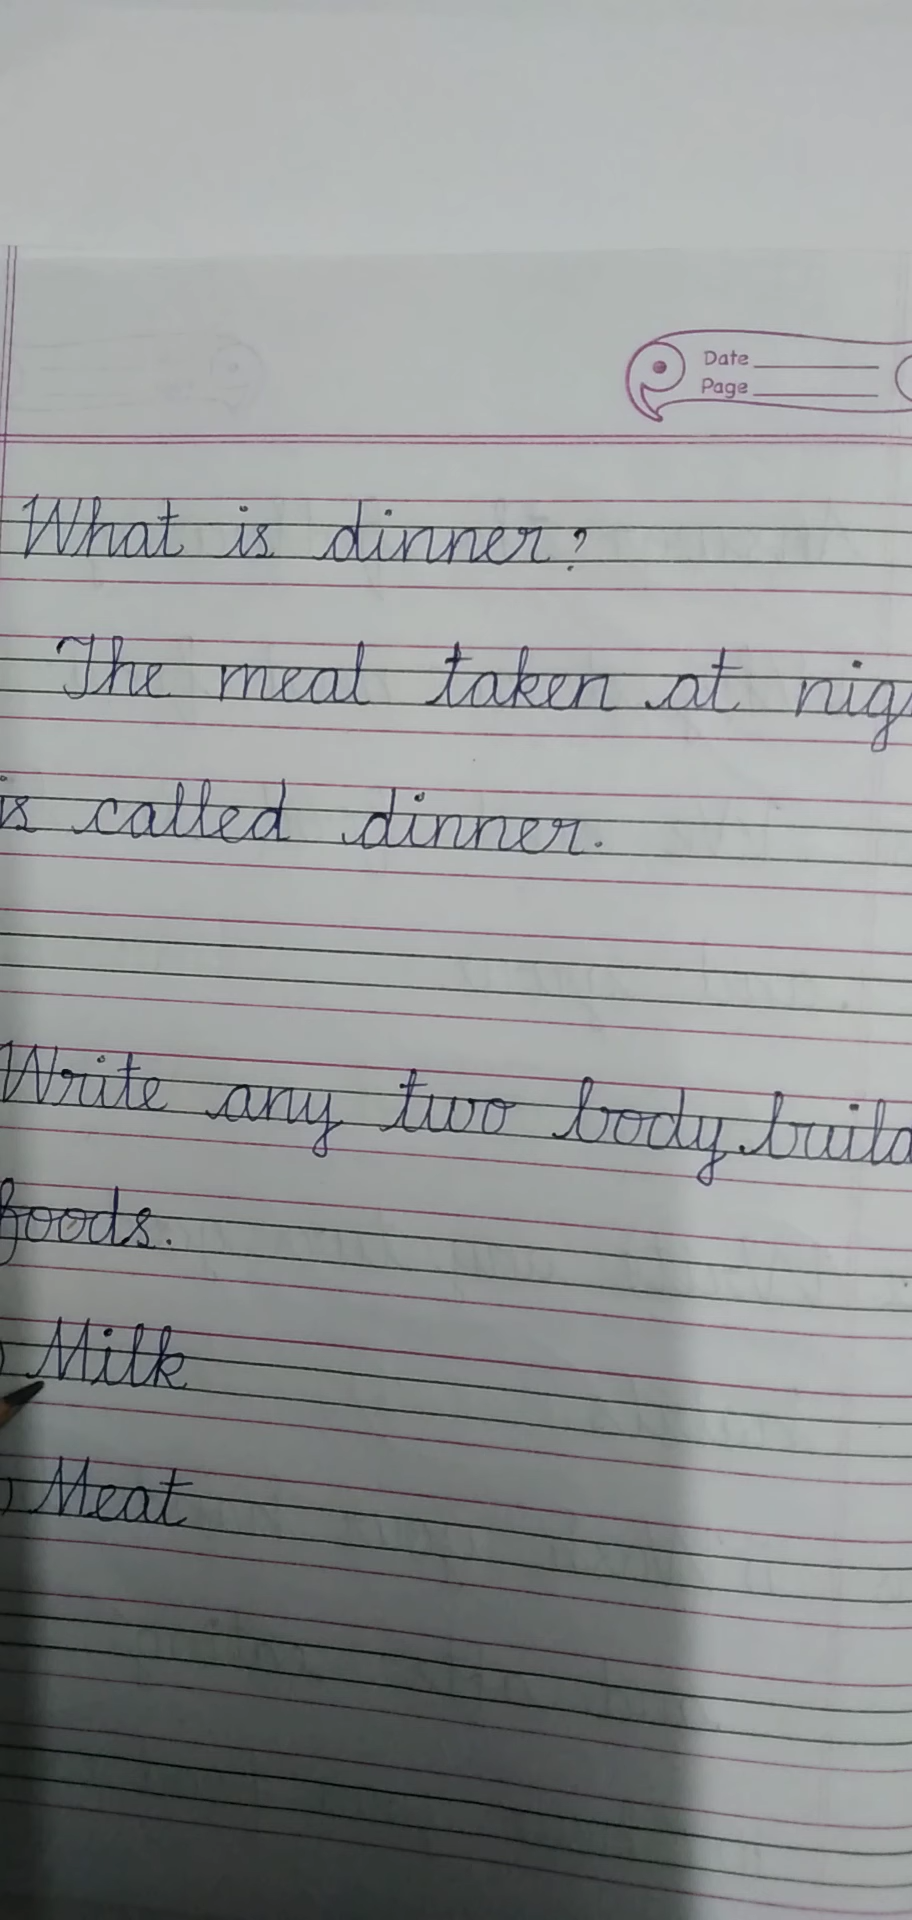 Date
Page
What is dinner?
The meal taken at
is called dinner.
Write any two body
foods.
Milk
Meat